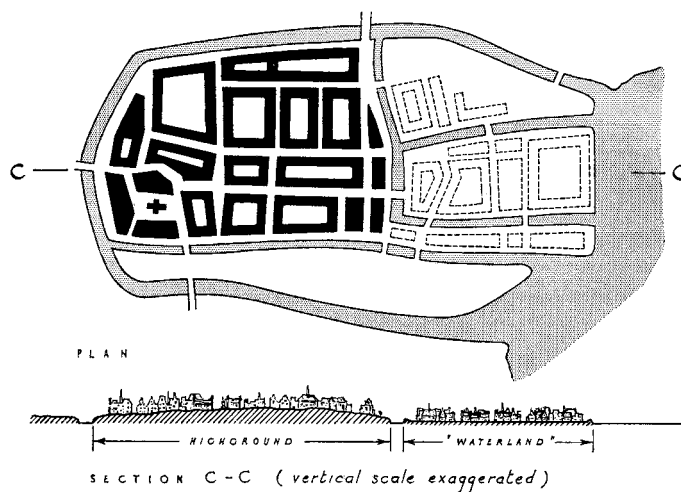 C C
PLAN
HIGHGROUND "WATERLAND"
SECTION C-C (vertical scale exaggerated)